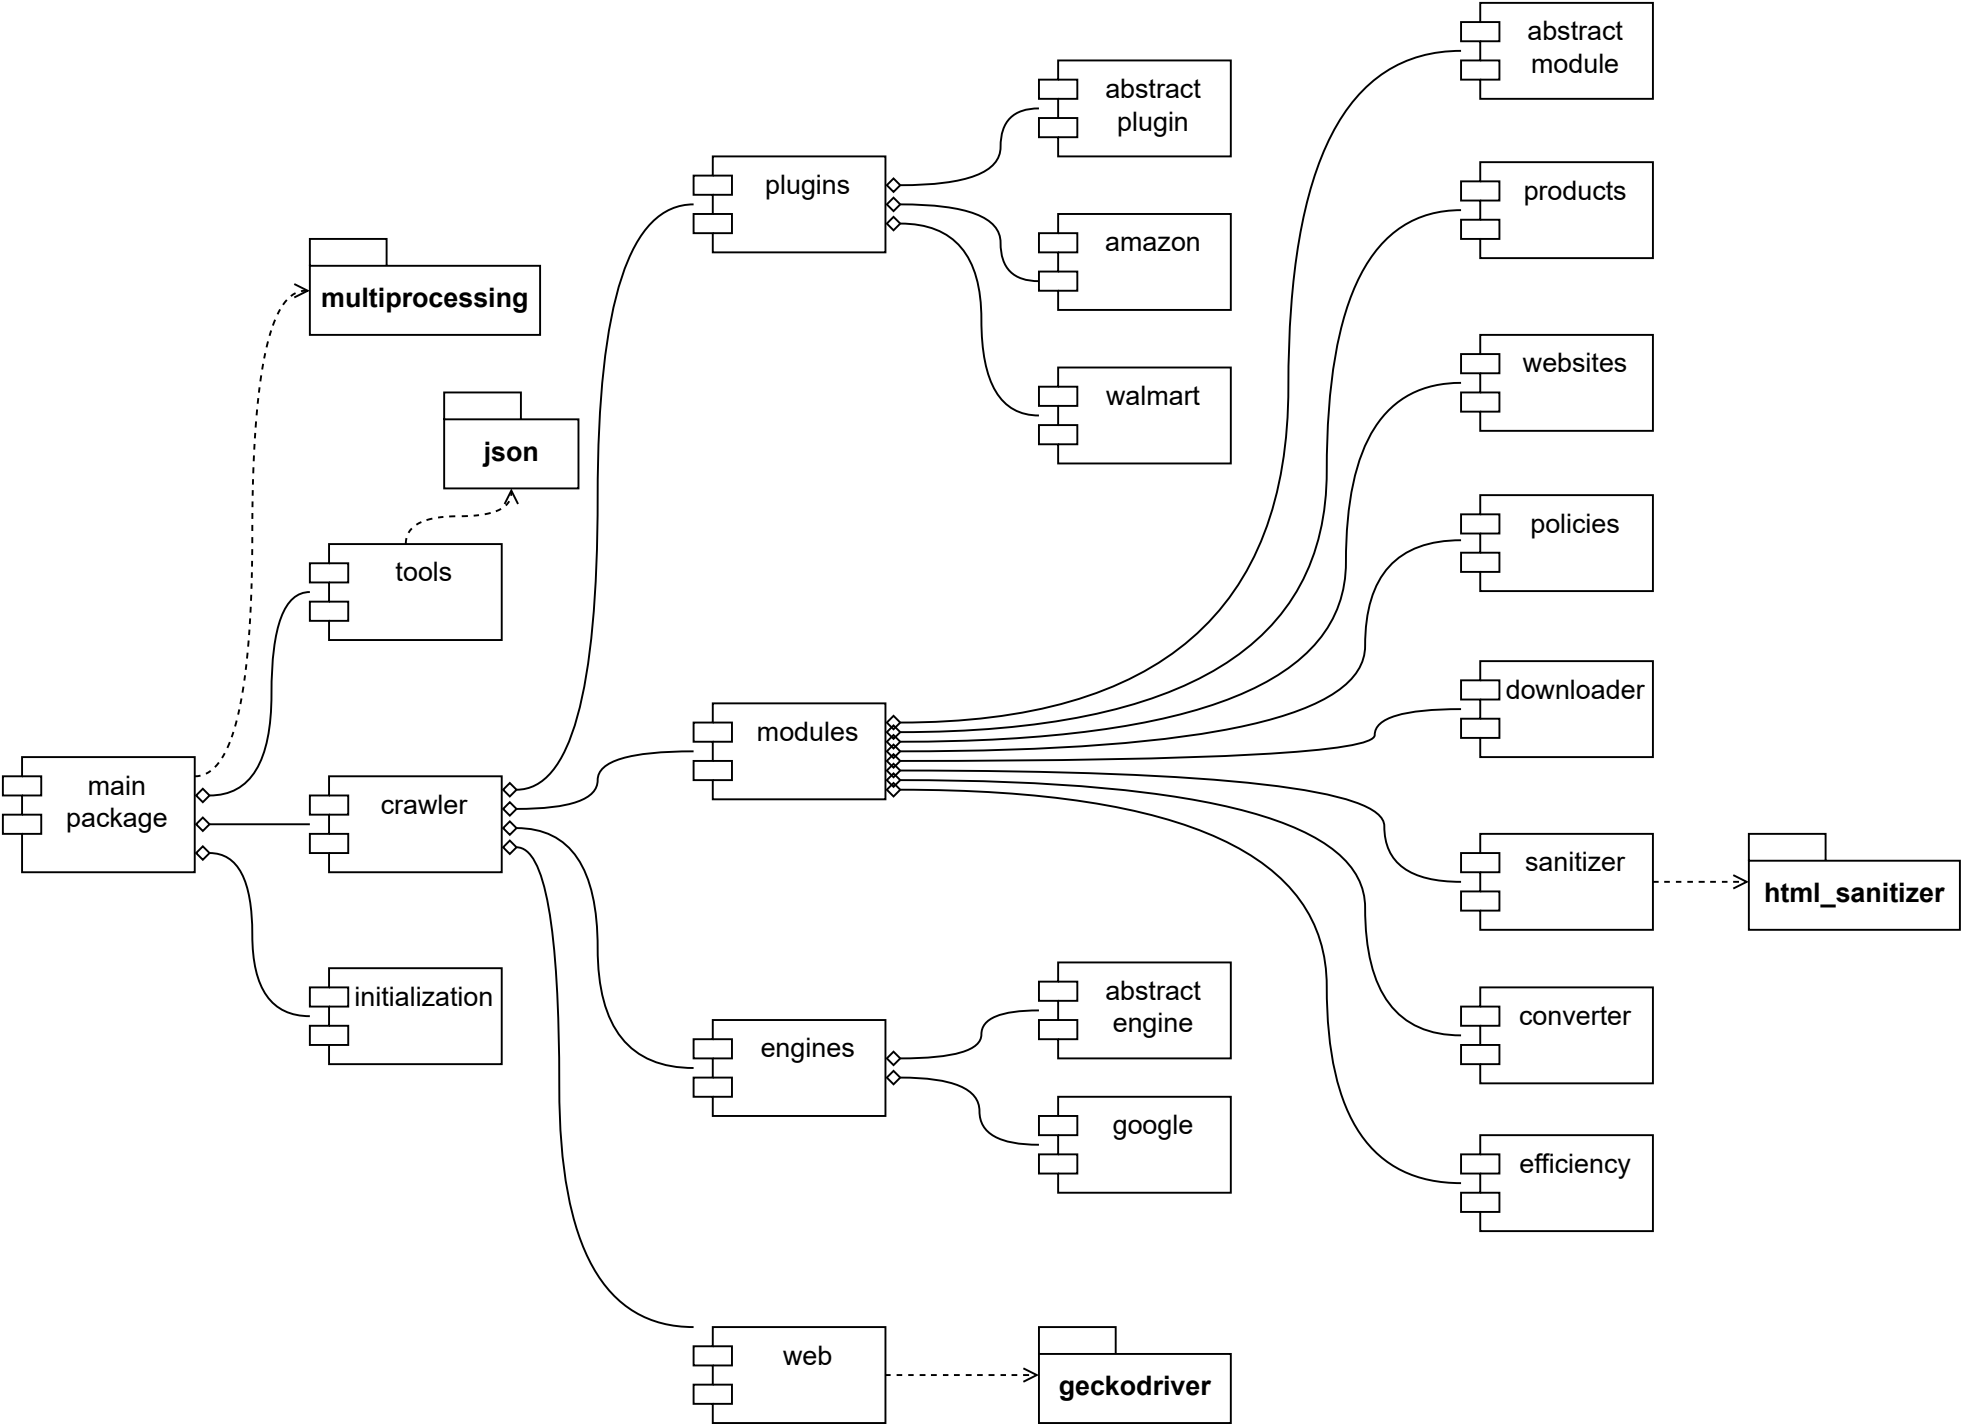 abstract
module
abstract
plugin
plugins
products
amazon
multiprocessing
websites
walmart
json
policies
tools
downloader
modules
main
package
crawler
sanitizer
html_sanitizer
initialization
abstract
engine
engines
converter
google
efficiency
web
geckodriver